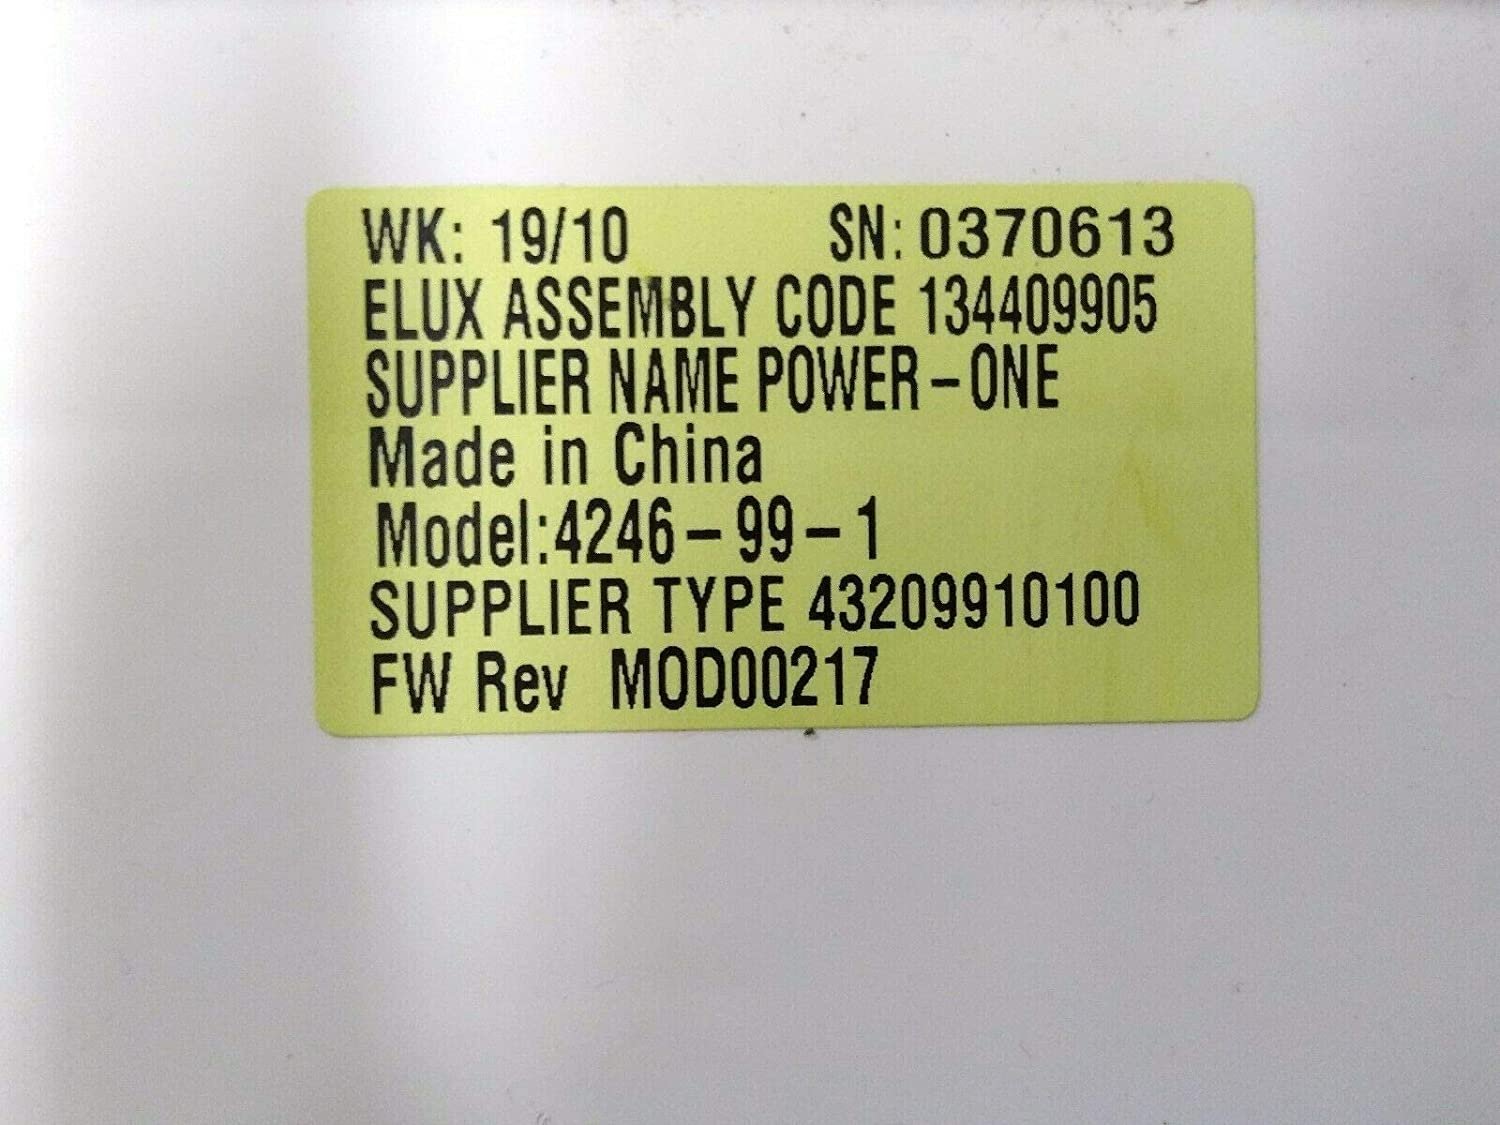 WK: 19/10 SN: 0370613
ELUX ASSEMBLY CODE 134409905
SUPPLIER NAME POWER-ONE
Made in China
Model:4246-99-1
SUPPLIER TYPE 43209910100
FW Rev MOD00217